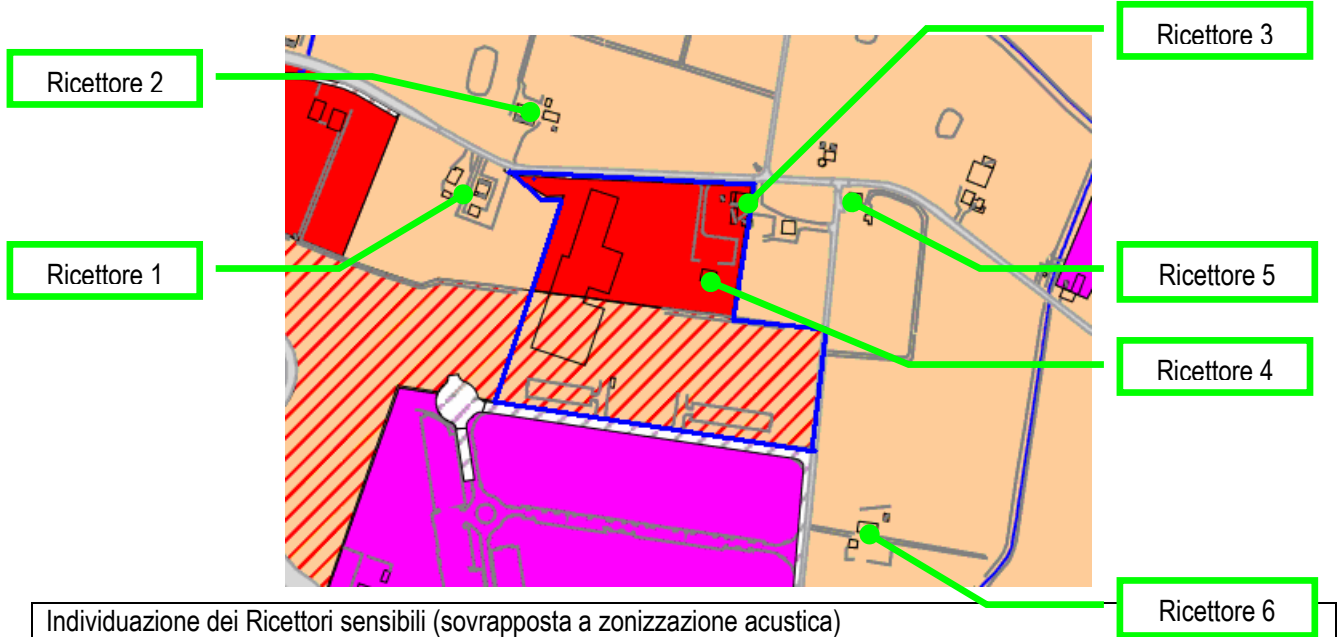 Ricettore 3
Ricettore 2
Ricettore 1
Ricettore 5
Ricettore 4
Ricettore 6
Individuazione dei Ricettori sensibili (sovrapposta a zonizzazione acustica)